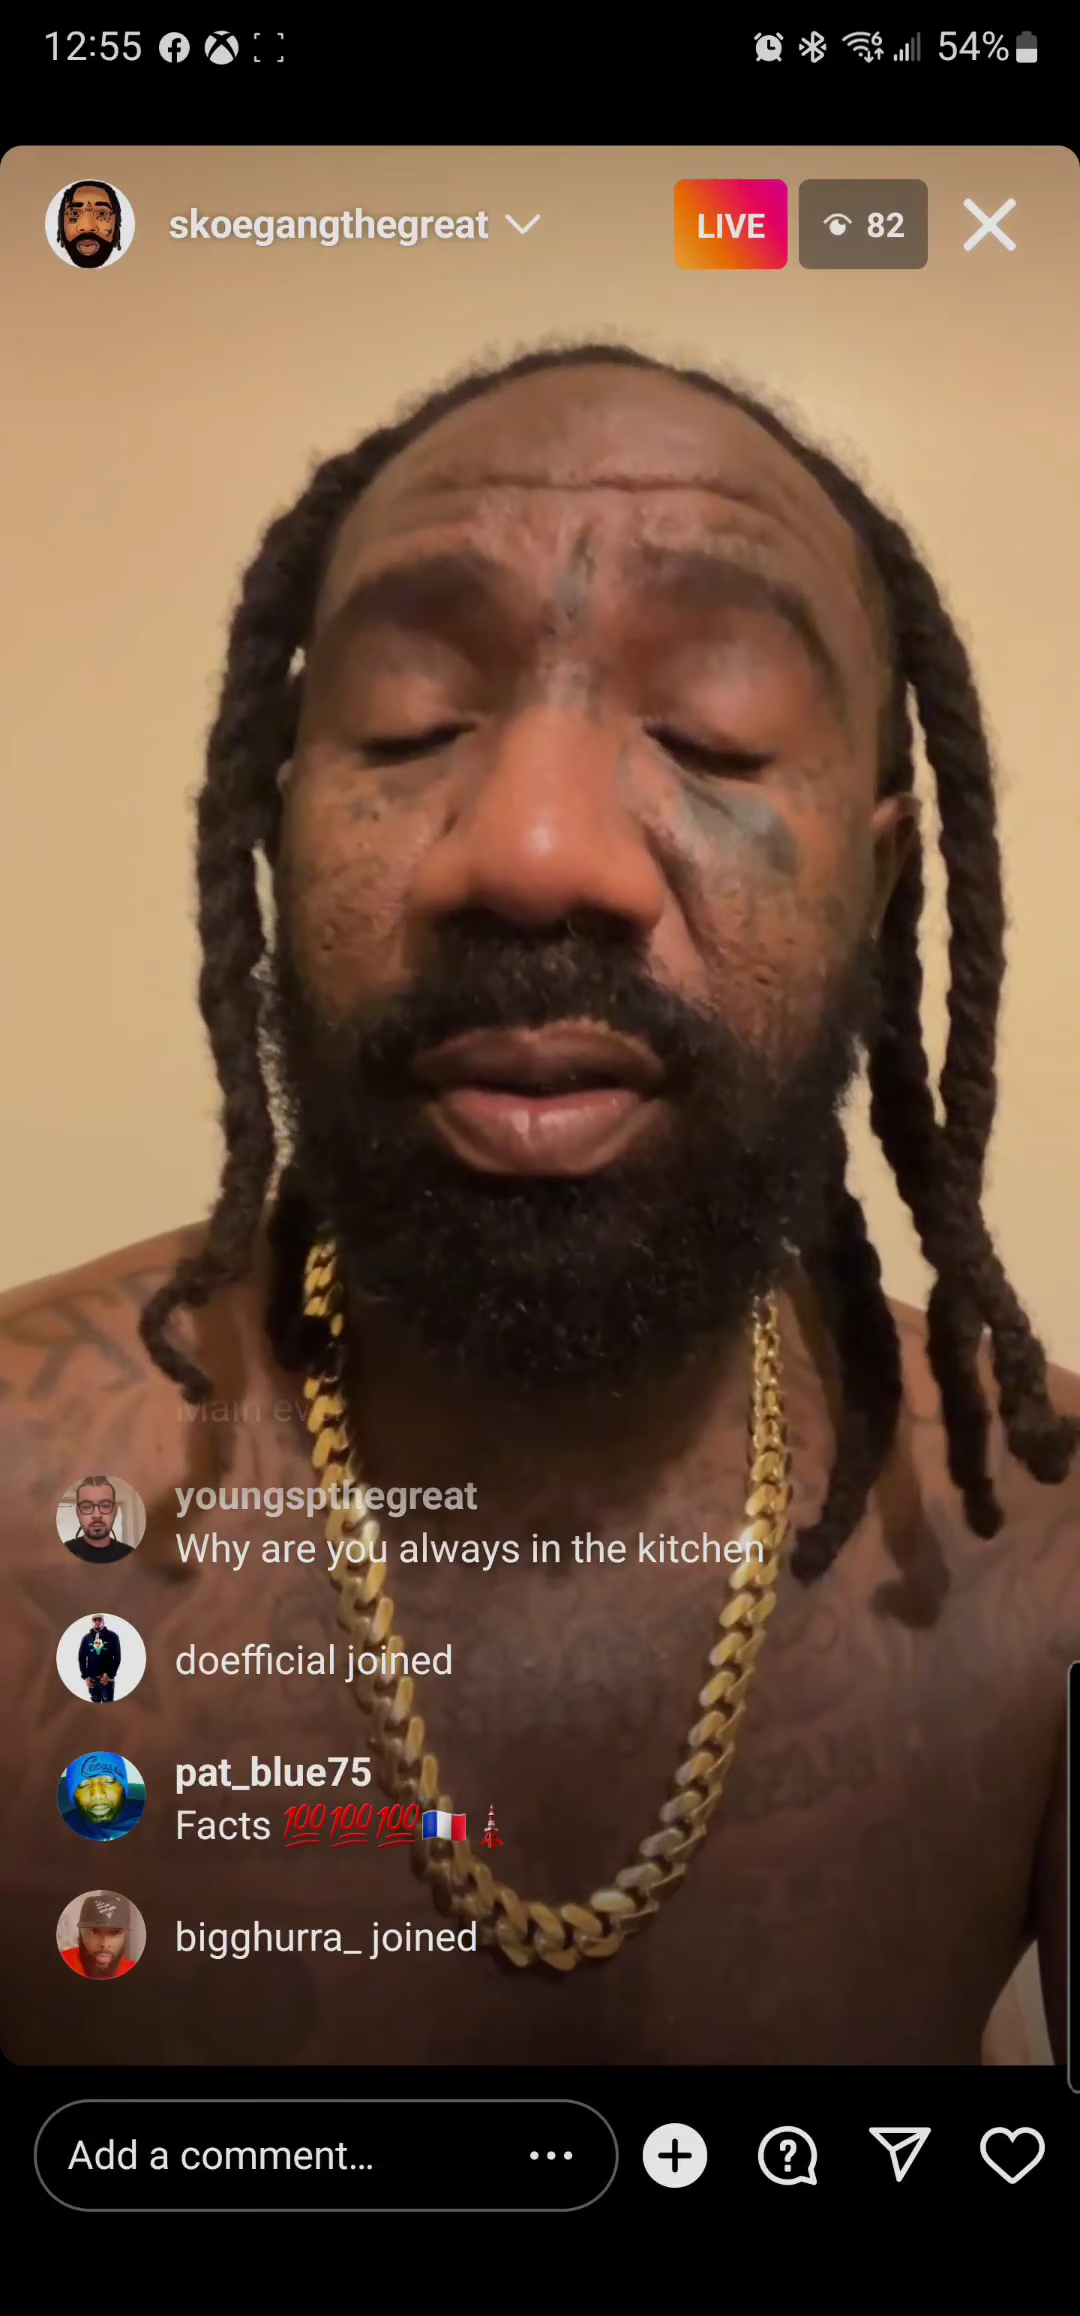 12:55
54%
skoegangthegreat
LIVE
82
youngspthegreat
Why are you always in the kitchen
doefficial joined
pat_blue75
Facts 💯💯💯🇫🇷🗼
bigghurra_ joined
Add a comment...